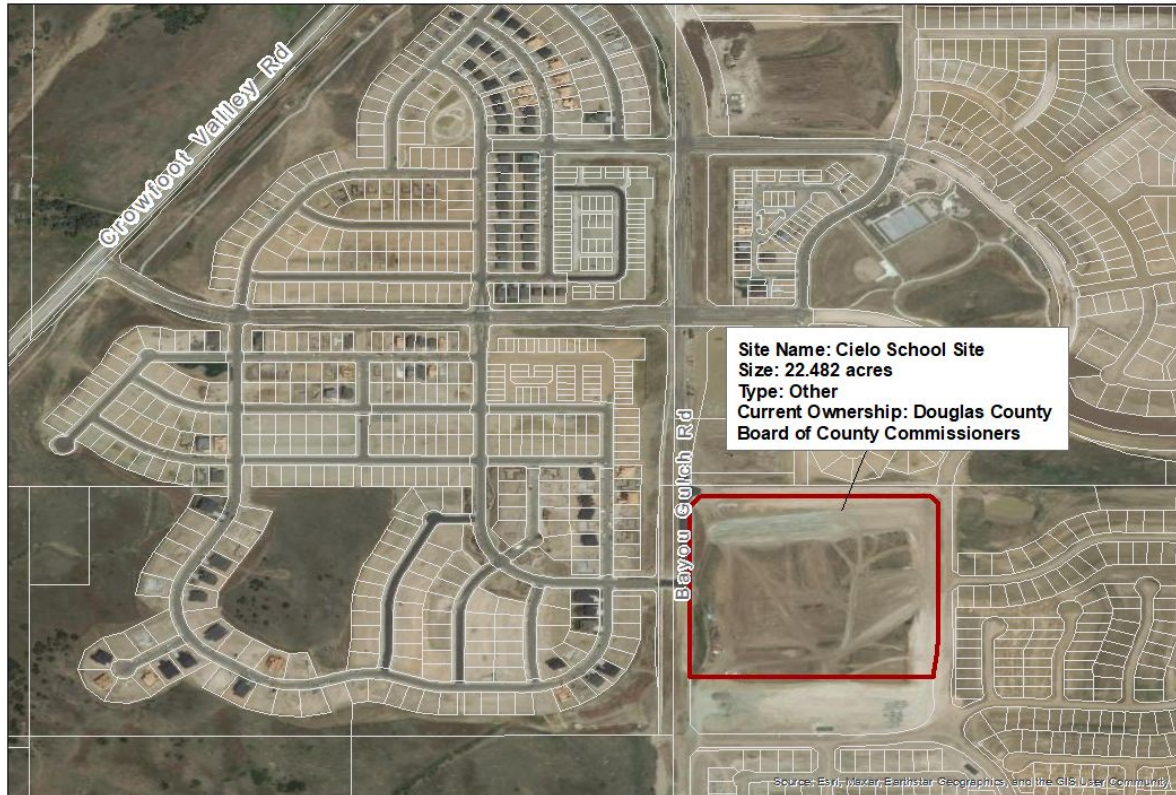 Crowfoot Valley Rd
Site Name: Cielo School Site
Size: 22.482 acres
Type: Other
Current Ownership: Douglas County
Board of County Commissioners
Bayou Gulch Rd
Source: Esri, Maxar, Earthstar Geographics, and the GIS User Community